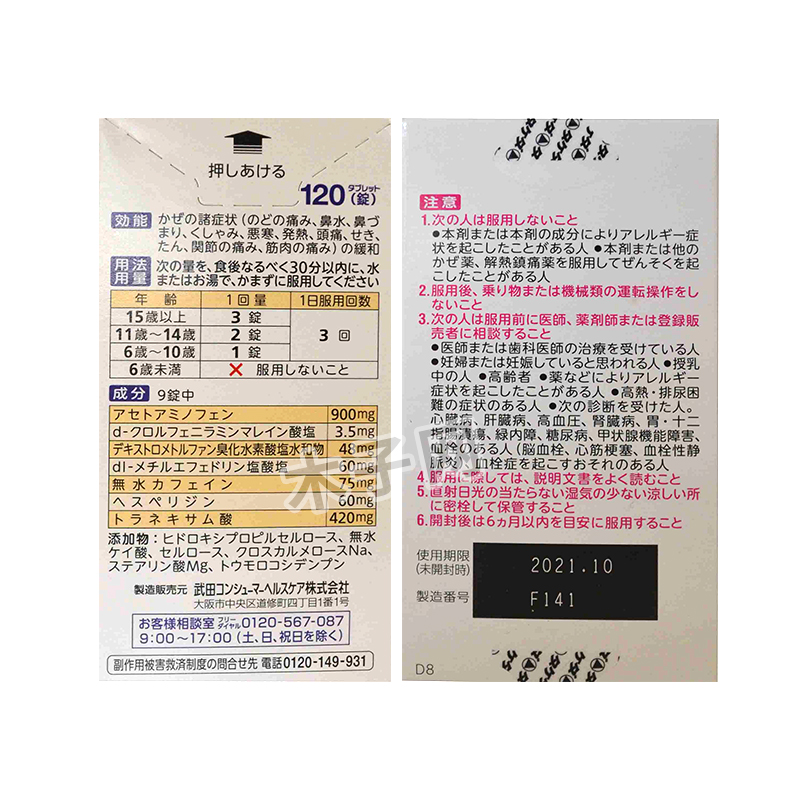 押しあける
120タブレット(錠)
効能 かぜの諸症状(のどの痛み、鼻水、鼻づ
まり、くしゃみ、悪寒、発熱、頭痛、せき、
たん、関節の痛み、筋肉の痛み)の緩和
用法 次の量を、食後なるべく30分以内に、水
用量 またはお湯で、かまずに服用してください
年齢 1回量 1日服用回数
15歳以上 3錠
11歳〜14歳 2錠 3回
6歳〜10歳 1錠
6歳未満 × 服用しないこと
成分 9錠中
アセトアミノフェン 900mg
d-クロルフェニラミンマレイン酸塩 3.5mg
デキストロメトルファン臭化水素酸塩水和物 48mg
dl-メチルエフェドリン塩酸塩 60mg
無水カフェイン 75mg
ヘスペリジン 60mg
トラネキサム酸 420mg
添加物:ヒドロキシプロピルセルロース、無水
ケイ酸、セルロース、クロスカルメロースNa、
ステアリン酸Mg、トウモロコシデンプン
製造販売元 武田コンシューマーヘルスケア株式会社
大阪市中央区道修町四丁目1番1号
お客様相談室 フリーダイヤル0120-567-087
9:00〜17:00(土、日、祝日を除く)
副作用被害救済制度の問合せ先 電話0120-149-931
注意
1.次の人は服用しないこと
●本剤または本剤の成分によりアレルギー症
状を起こしたことがある人 ●本剤または他の
かぜ薬、解熱鎮痛薬を服用してぜんそくを起
こしたことがある人
2.服用後、乗り物または機械類の運転操作をし
ないこと
3.次の人は服用前に医師、薬剤師または登録販
売者に相談すること
●医師または歯科医師の治療を受けている人
●妊婦または妊娠していると思われる人 ●授乳
中の人 ●高齢者 ●薬などによりアレルギー
症状を起こしたことがある人 ●高熱・排尿困
難の症状のある人 ●次の診断を受けた人。
心臓病、肝臓病、高血圧、腎臓病、胃・十二
指腸潰瘍、緑内障、糖尿病、甲状腺機能障害、
血栓のある人(脳血栓、心筋梗塞、血栓性静
脈炎)、血栓症を起こすおそれのある人
4.服用に際しては、説明文書をよく読むこと
5.直射日光の当たらない湿気の少ない涼しい所
に密栓して保管すること
6.開封後は6ヵ月以内を目安に服用すること
使用期限
(未開封時) 2021.10
製造番号 F141
D8